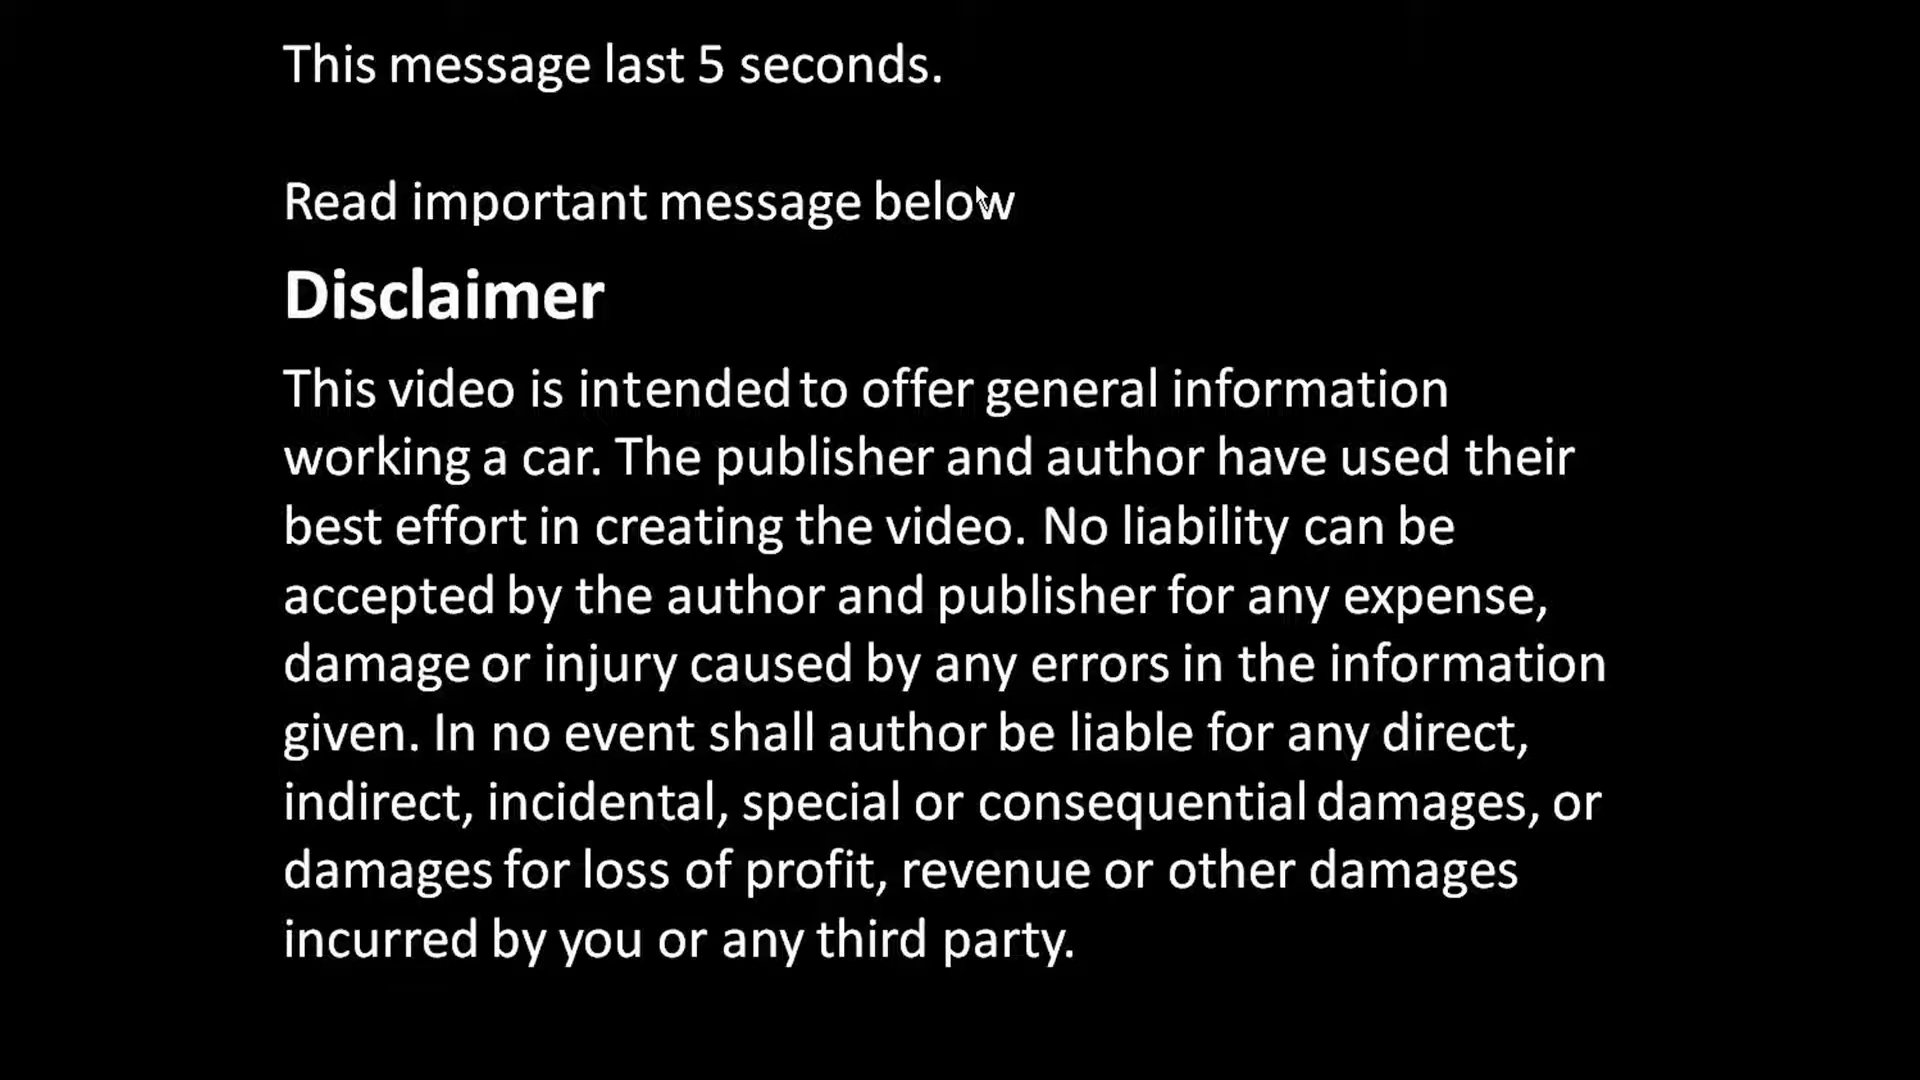 This message last 5 seconds.
Read important message below
Disclaimer
This video is intended to offer general information
working a car. The publisher and author have used their
best effort in creating the video. No liability can be
accepted by the author and publisher for any expense,
damage or injury caused by any errors in the information
given. In no event shall author be liable for any direct,
indirect, incidental, special or consequential damages, or
damages for loss of profit, revenue or other damages
incurred by you or any third party.